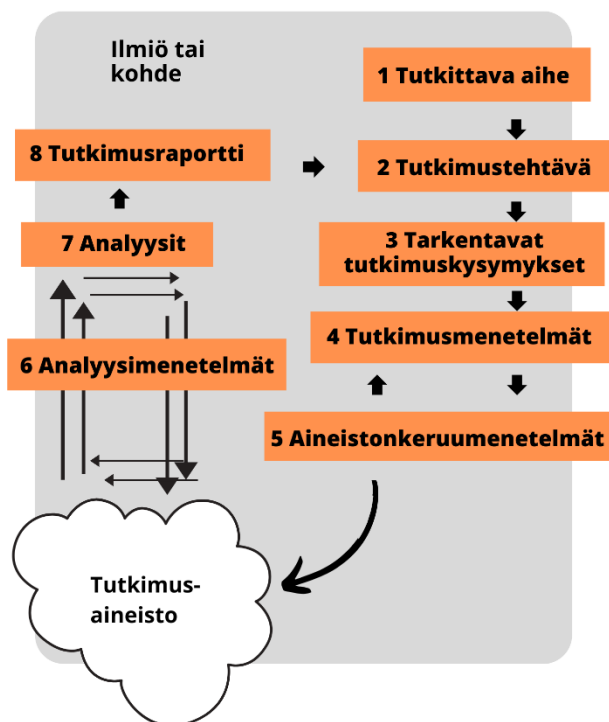 Ilmiö tai
kohde
1 Tutkittava aihe
2 Tutkimustehtävä
3 Tarkentavat
tutkimuskysymykset
4 Tutkimusmenetelmät
5 Aineistonkeruumenetelmät
Tutkimus-
aineisto
6 Analyysimenetelmät
7 Analyysit
8 Tutkimusraportti